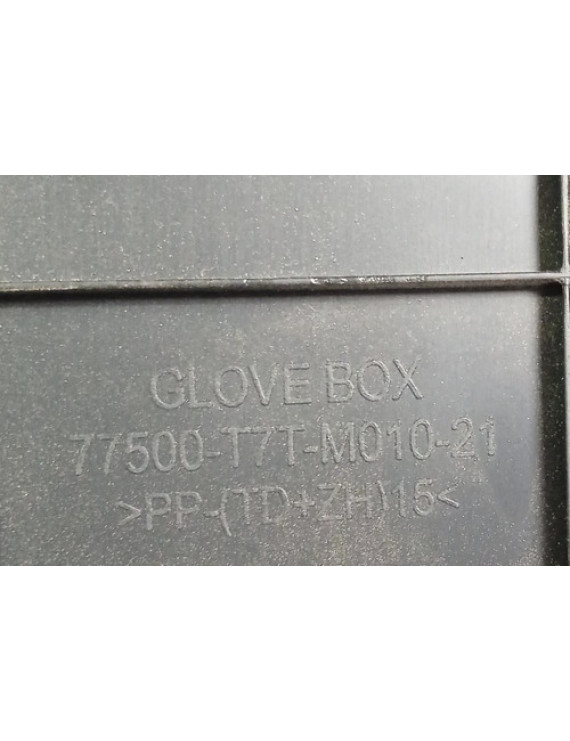 GLOVE BOX
77500-T7T-M010-21
>PP-(TD+ZH)15<